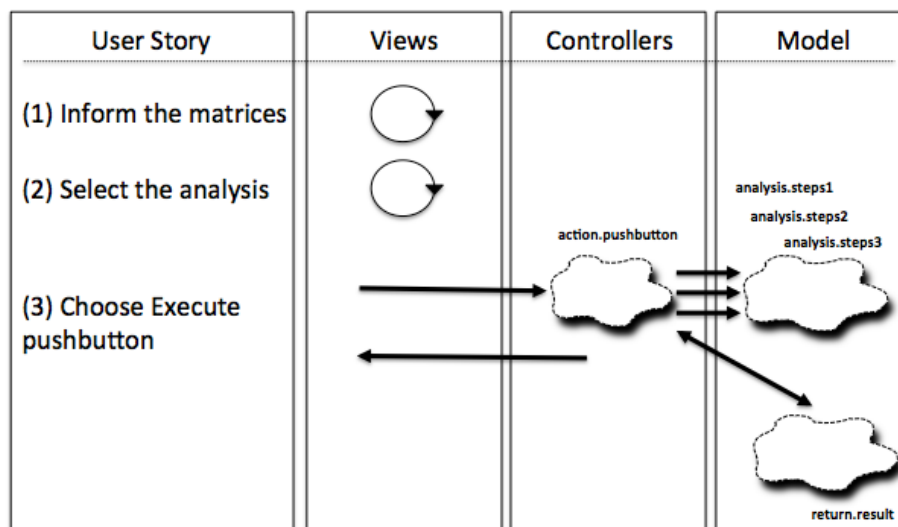 User Story
Views
Controllers
Model
(1) Inform the matrices
(2) Select the analysis
analysis.steps1
analysis.steps2
analysis.steps3
action.pushbutton
(3) Choose Execute
pushbutton
return.result